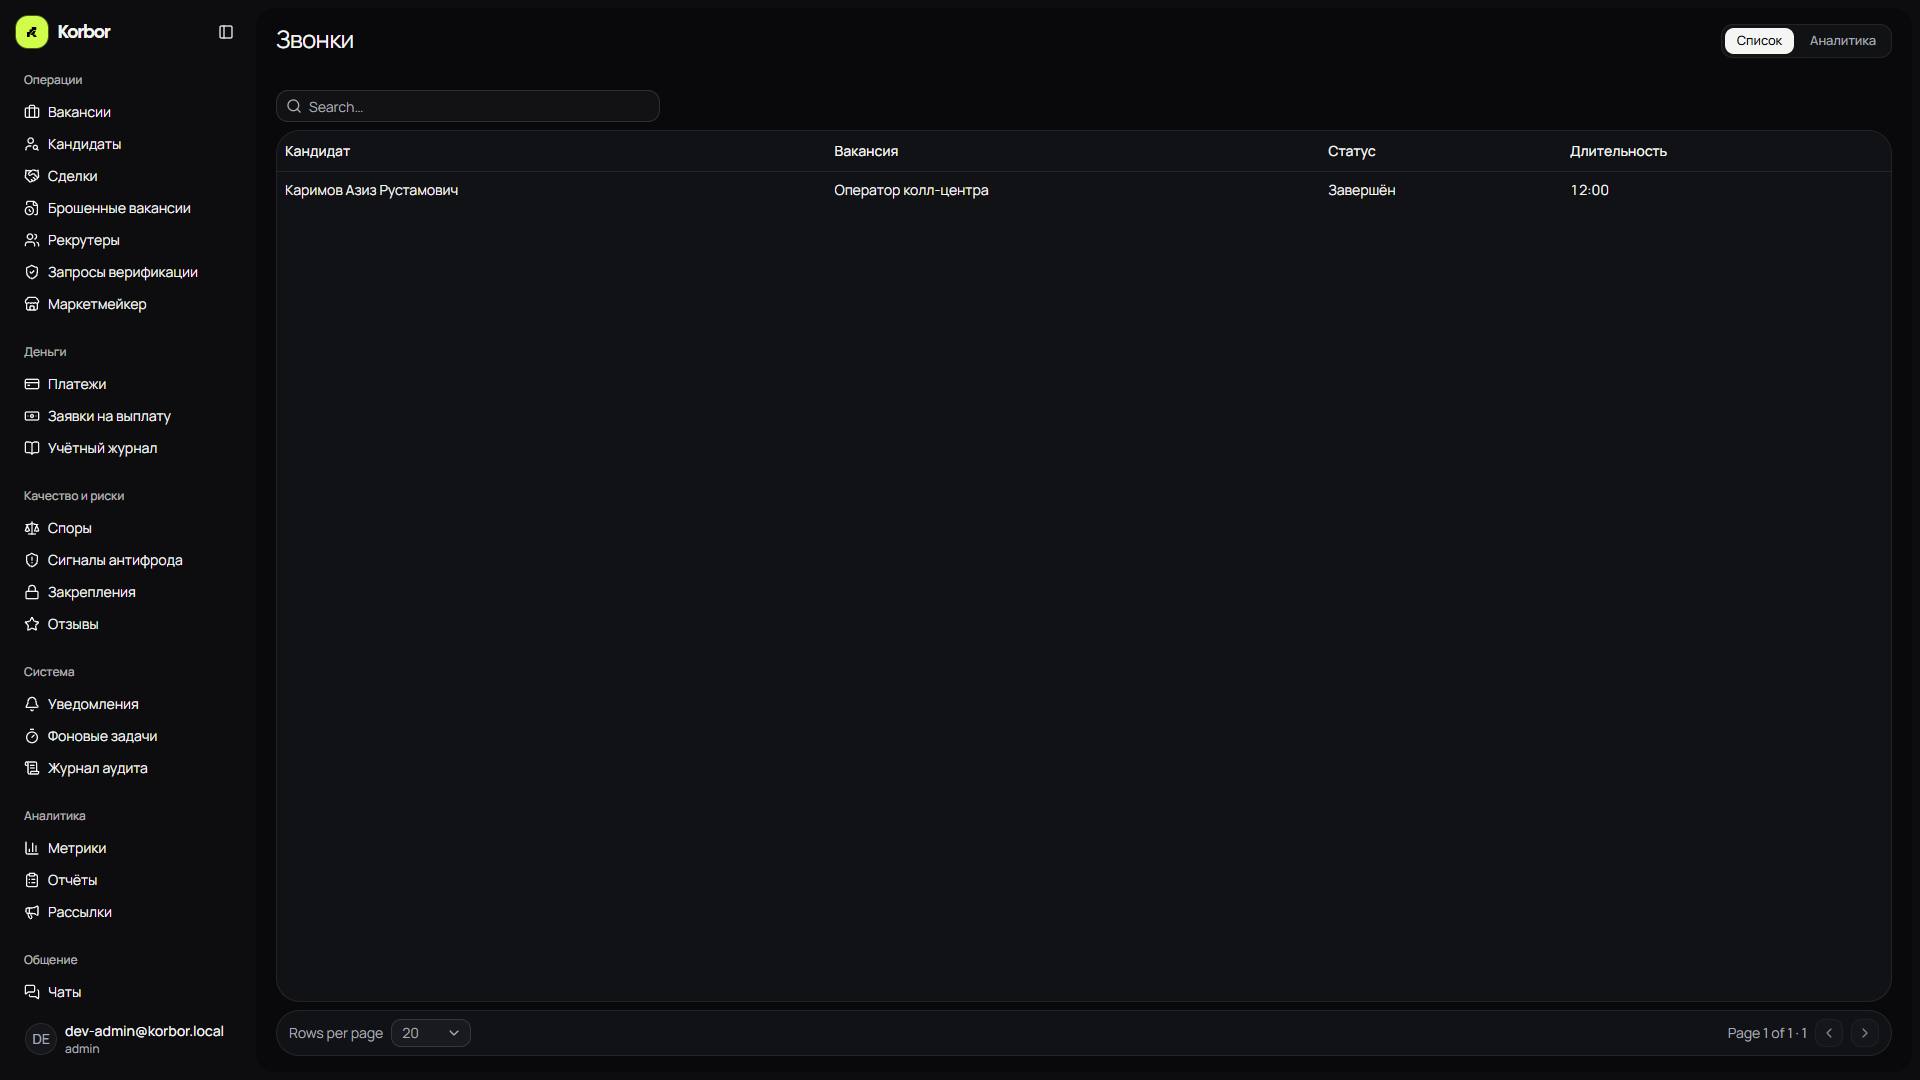 Korbor
Операции
Вакансии
Кандидаты
Сделки
Брошенные вакансии
Рекрутеры
Запросы верификации
Маркетмейкер
Деньги
Платежи
Заявки на выплату
Учётный журнал
Качество и риски
Споры
Сигналы антифрода
Закрепления
Отзывы
Система
Уведомления
Фоновые задачи
Журнал аудита
Аналитика
Метрики
Отчёты
Рассылки
Общение
Чаты
DE
dev-admin@korbor.local
admin
Звонки
Список Аналитика
Search...
Кандидат Вакансия Статус Длительность
Каримов Азиз Рустамович Оператор колл-центра Завершён 12:00
Rows per page 20
Page 1 of 1 · 1